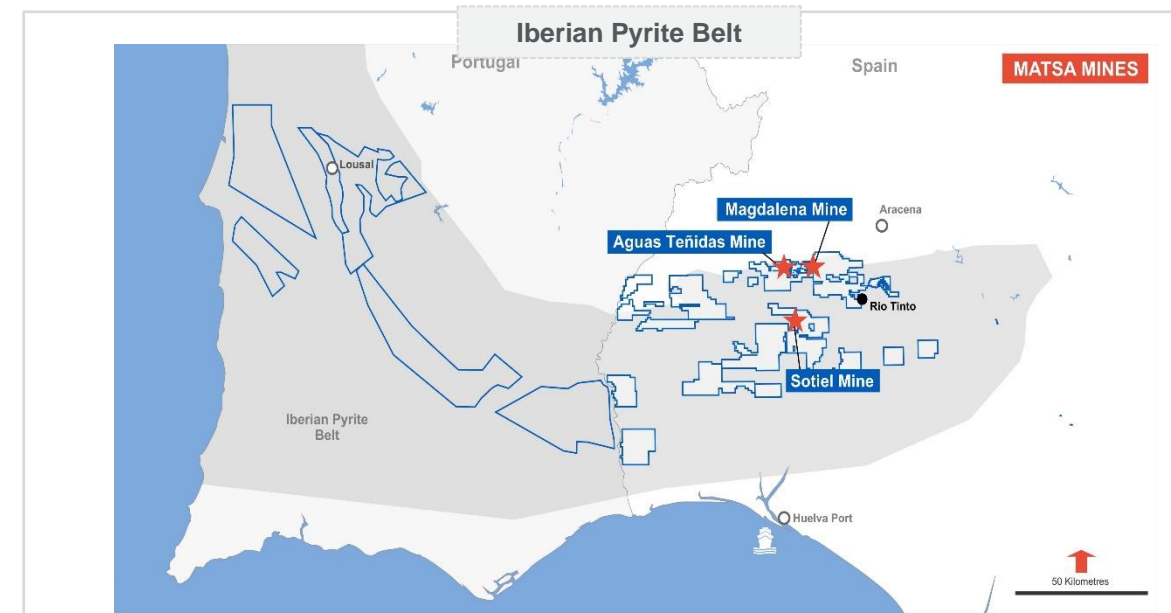 Iberian Pyrite Belt
Portugal
Spain
MATSA MINES
Lousal
Magdalena Mine
Aracena
Aguas Teñidas Mine
Rio Tinto
Sotiel Mine
Iberian Pyrite
Belt
Huelva Port
50 Kilometres